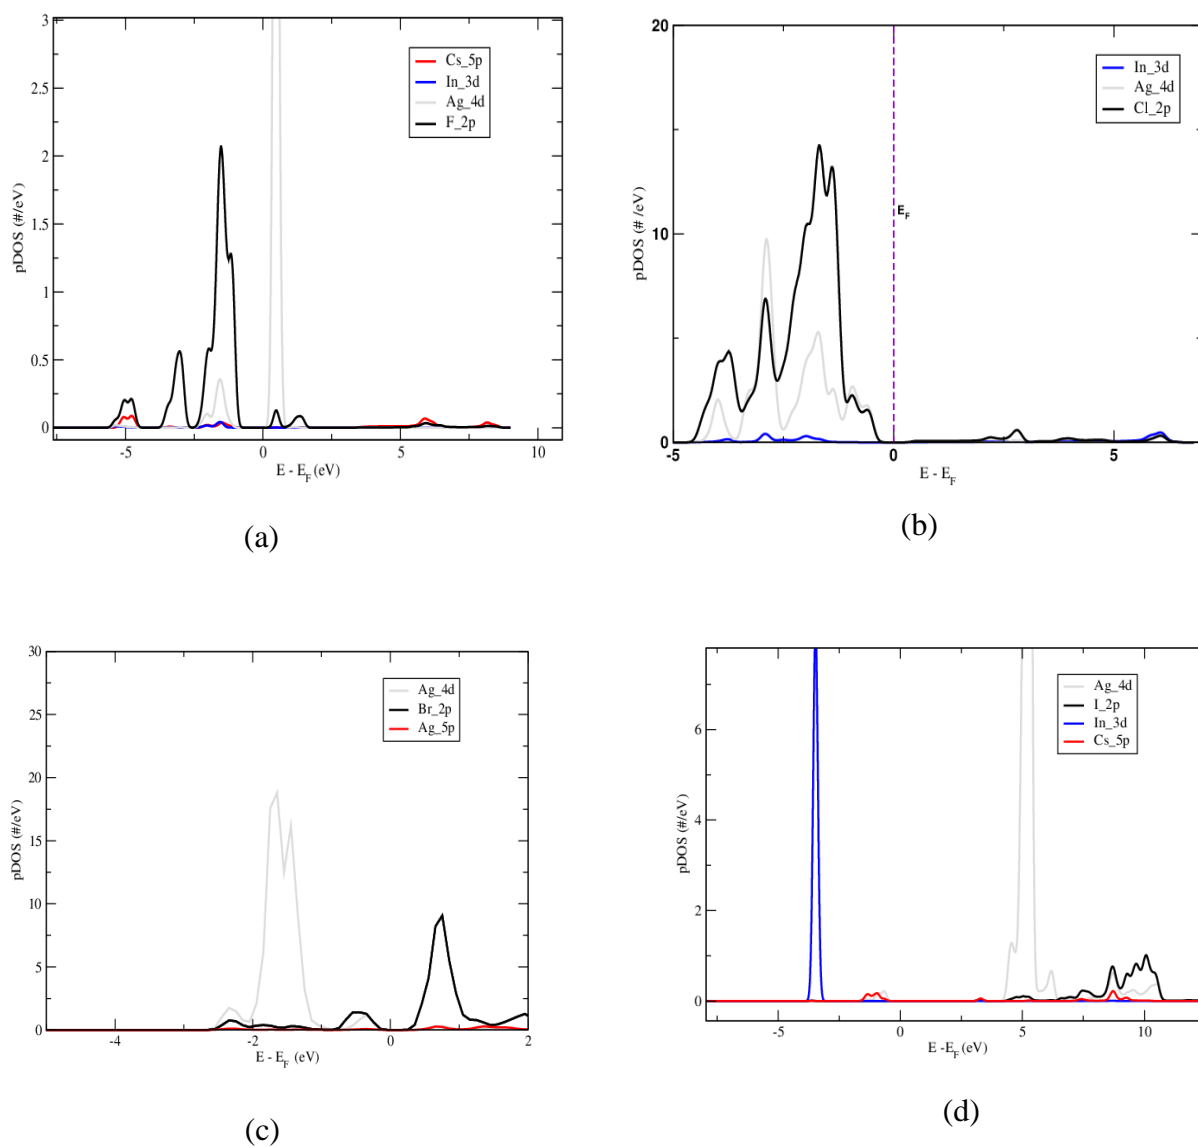 3
2.5
2
1.5
1
0.5
0
pDOS (#/eV)
-5
0
5
10
E - E_F (eV)
Cs_5p
In_3d
Ag_4d
F_2p
(a)
20
10
0
pDOS (# /eV)
-5
0
5
E - E_F
E_F
In_3d
Ag_4d
Cl_2p
(b)
30
25
20
15
10
5
0
pDOS (#/eV)
-4
-2
0
2
E - E_F (eV)
Ag_4d
Br_2p
Ag_5p
(c)
6
4
2
0
pDOS (#/eV)
-5
0
5
10
E -E_F (eV)
Ag_4d
I_2p
In_3d
Cs_5p
(d)